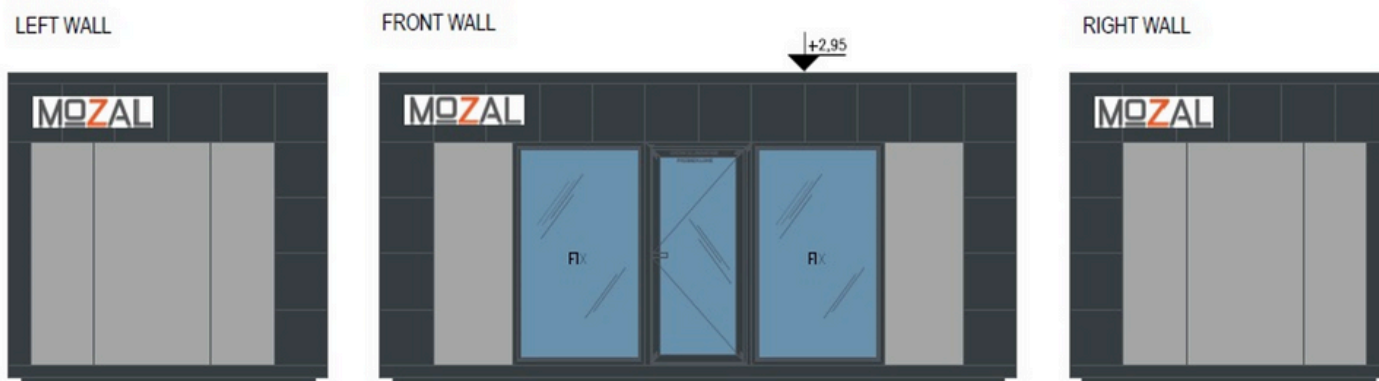 LEFT WALL
FRONT WALL
RIGHT WALL
+2,95
MOZAL
MOZAL
MOZAL
FIX
FIX